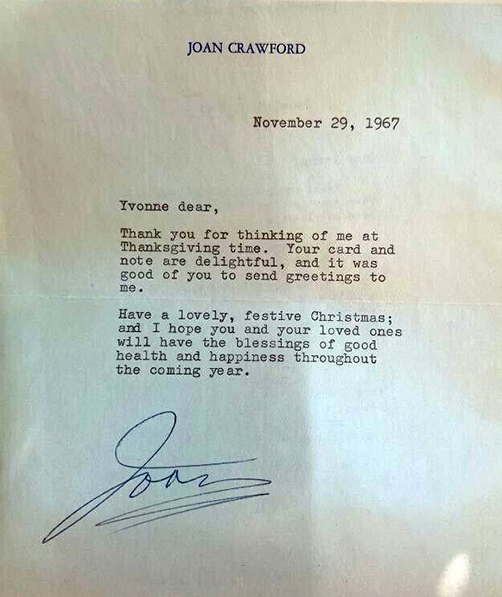 JOAN CRAWFORD
November 29, 1967
Yvonne dear,
Thank you for thinking of me at
Thanksgiving time. Your card and
note are delightful, and it was
good of you to send greetings to
me.
Have a lovely, festive Christmas;
and I hope you and your loved ones
will have the blessings of good
health and happiness throughout
the coming year.
Joan